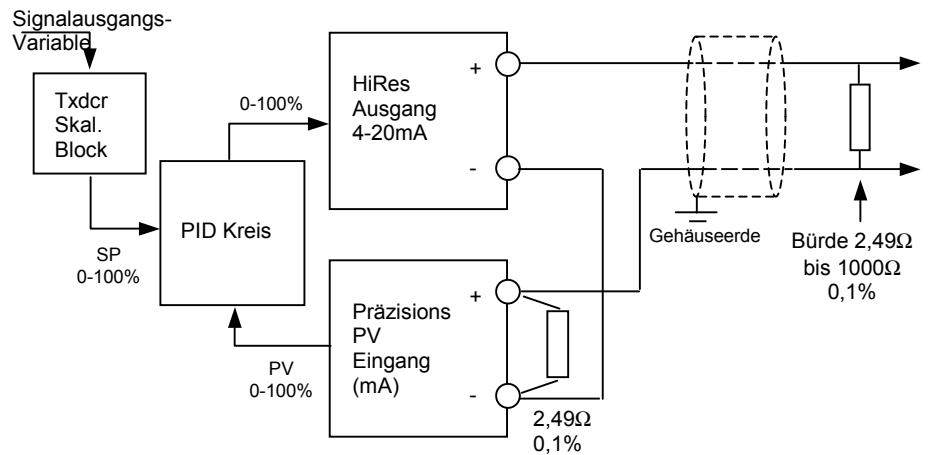 Signalausgangs-
Variable
Txdcr
Skal.
Block
SP
0-100%
PID Kreis
0-100%
PV
0-100%
HiRes
Ausgang
4-20mA
+
-
Präzisions
PV
Eingang
(mA)
+
-
2,49Ω
0,1%
Gehäuseerde
Bürde 2,49Ω
bis 1000Ω
0,1%